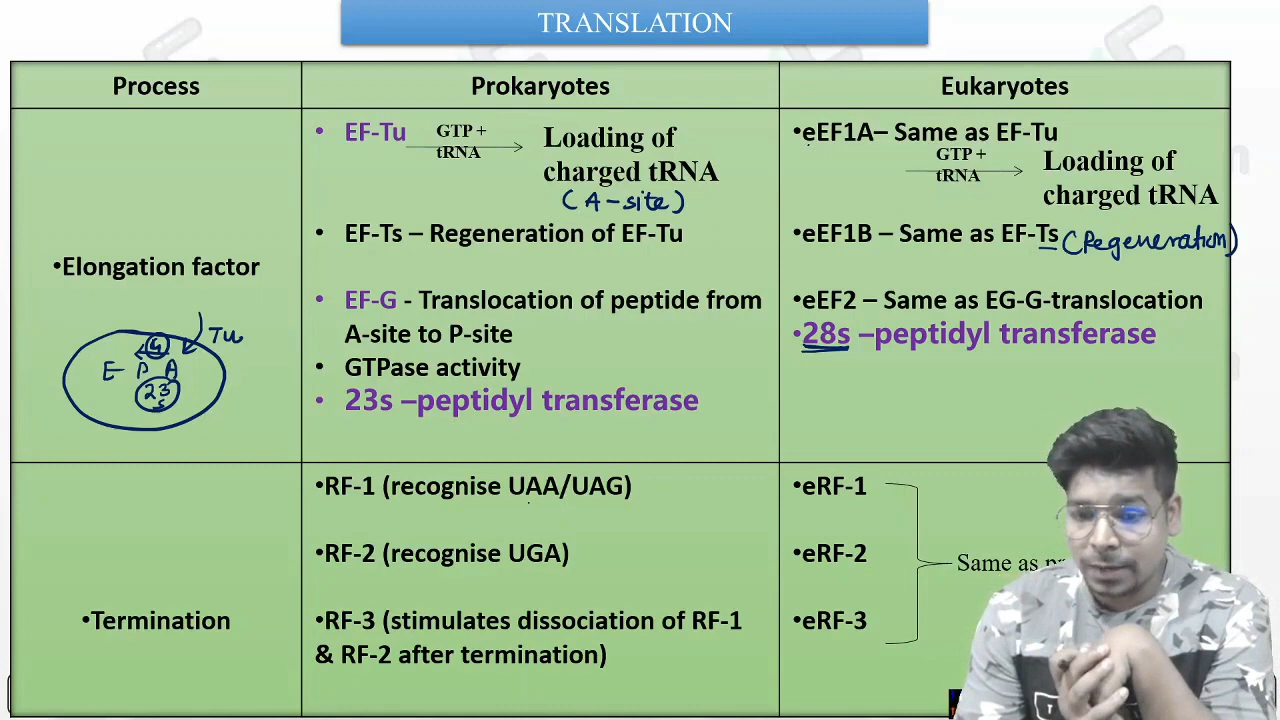 TRANSLATION
Process
Prokaryotes
Eukaryotes
•Elongation factor
E P A
G
Tu
23
s
• EF-Tu
GTP +
tRNA
Loading of
charged tRNA
(A-site)
• EF-Ts – Regeneration of EF-Tu
• EF-G - Translocation of peptide from
A-site to P-site
• GTPase activity
• 23s –peptidyl transferase
•eEF1A– Same as EF-Tu
GTP +
tRNA
Loading of
charged tRNA
•eEF1B – Same as EF-Ts
– (Regeneration)
•eEF2 – Same as EG-G-translocation
•28s –peptidyl transferase
•Termination
•RF-1 (recognise UAA/UAG)
•RF-2 (recognise UGA)
•RF-3 (stimulates dissociation of RF-1
& RF-2 after termination)
•eRF-1
•eRF-2
•eRF-3
Same as